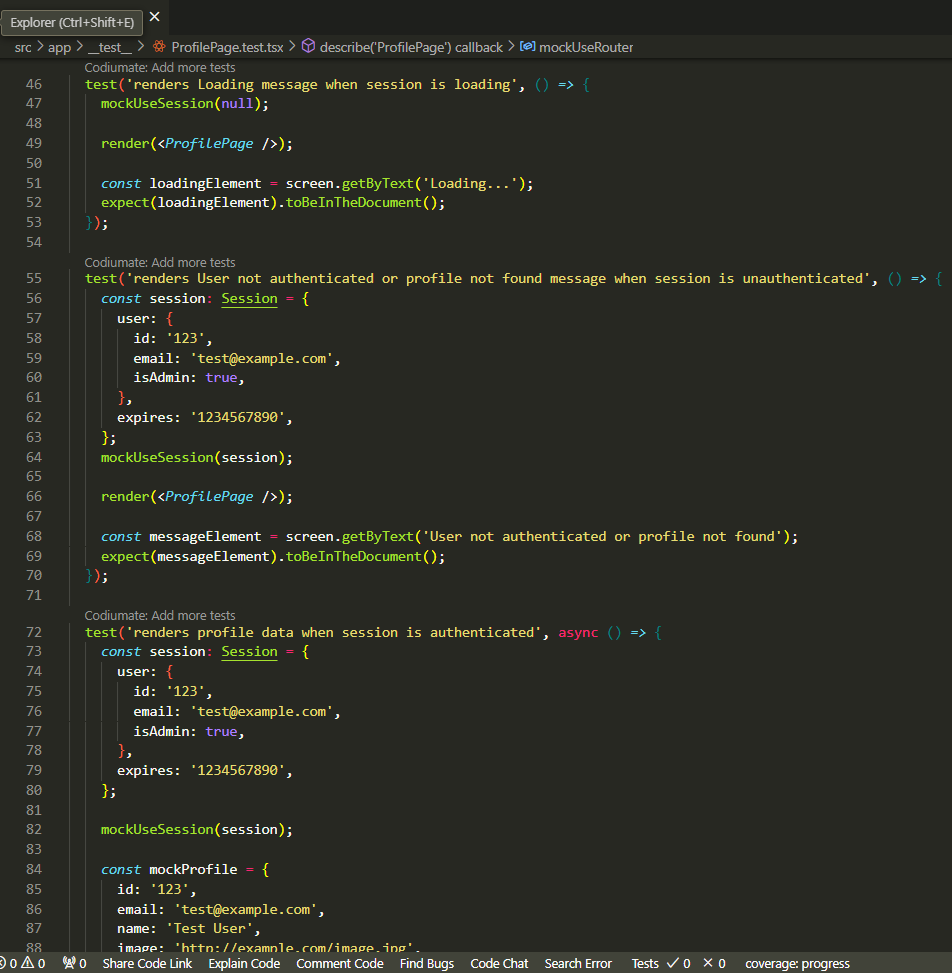 Explorer (Ctrl+Shift+E)
src > app > __test__ > ProfilePage.test.tsx > describe('ProfilePage') callback > mockUseRouter
Codiumate: Add more tests
46 test('renders Loading message when session is loading', () => {
47 mockUseSession(null);
48
49 render(<ProfilePage />);
50
51 const loadingElement = screen.getByText('Loading...');
52 expect(loadingElement).toBeInTheDocument();
53 });
54
Codiumate: Add more tests
55 test('renders User not authenticated or profile not found message when session is unauthenticated', () => {
56 const session: Session = {
57 user: {
58 id: '123',
59 email: 'test@example.com',
60 isAdmin: true,
61 },
62 expires: '1234567890',
63 };
64 mockUseSession(session);
65
66 render(<ProfilePage />);
67
68 const messageElement = screen.getByText('User not authenticated or profile not found');
69 expect(messageElement).toBeInTheDocument();
70 });
71
Codiumate: Add more tests
72 test('renders profile data when session is authenticated', async () => {
73 const session: Session = {
74 user: {
75 id: '123',
76 email: 'test@example.com',
77 isAdmin: true,
78 },
79 expires: '1234567890',
80 };
81
82 mockUseSession(session);
83
84 const mockProfile = {
85 id: '123',
86 email: 'test@example.com',
87 name: 'Test User',
88 image: 'http://example.com/image.jpg',
0 0 0 Share Code Link Explain Code Comment Code Find Bugs Code Chat Search Error Tests ✓ 0 ✕ 0 coverage: progress